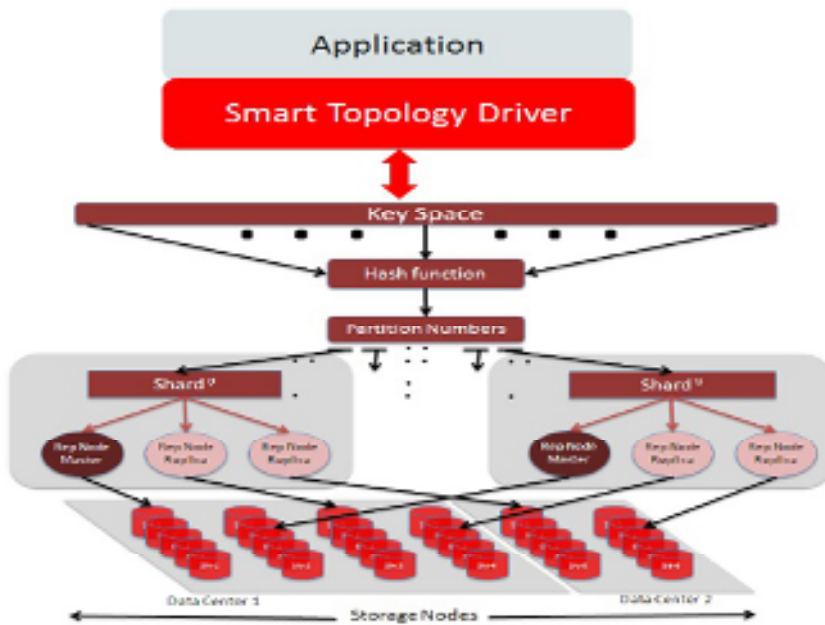 Application
Smart Topology Driver
Key Space
Hash function
Partition Numbers
Shard
Shard
Rep Node
Master
Rep Node
Replica
Rep Node
Replica
Rep Node
Master
Rep Node
Replica
Rep Node
Replica
Data Center 1
Data Center 2
Storage Nodes